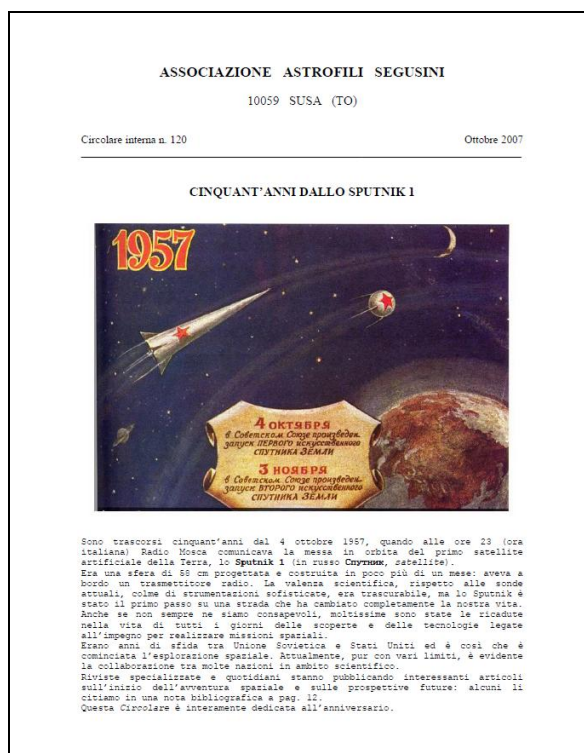 ASSOCIAZIONE ASTROFILI SEGUSINI
10059 SUSA (TO)
Circolare interna n. 120 Ottobre 2007
CINQUANT'ANNI DALLO SPUTNIK 1
1957
4 ОКТЯБРЯ
в Советском Союзе произведен
запуск ПЕРВОГО искусственного
СПУТНИКА ЗЕМЛИ
3 НОЯБРЯ
в Советском Союзе произведен
запуск ВТОРОГО искусственного
СПУТНИКА ЗЕМЛИ
Sono trascorsi cinquant'anni dal 4 ottobre 1957, quando alle ore 23 (ora
italiana) Radio Mosca comunicava la messa in orbita del primo satellite
artificiale della Terra, lo Sputnik 1 (in russo Спутник, satellite).
Era una sfera di 58 cm progettata e costruita in poco più di un mese: aveva a
bordo un trasmettitore radio. La valenza scientifica, rispetto alle sonde
attuali, colme di strumentazioni sofisticate, era trascurabile, ma lo Sputnik è
stato il primo passo su una strada che ha cambiato completamente la nostra vita.
Anche se non sempre ne siamo consapevoli, moltissime sono state le ricadute
nella vita di tutti i giorni delle scoperte e delle tecnologie legate
all'impegno per realizzare missioni spaziali.
Erano anni di sfida tra Unione Sovietica e Stati Uniti ed è così che è
cominciata l'esplorazione spaziale. Attualmente, pur con vari limiti, è evidente
la collaborazione tra molte nazioni in ambito scientifico.
Riviste specializzate e quotidiani stanno pubblicando interessanti articoli
sull'inizio dell'avventura spaziale e sulle prospettive future: alcuni li
citiamo in una nota bibliografica a pag. 12.
Questa Circolare è interamente dedicata all'anniversario.